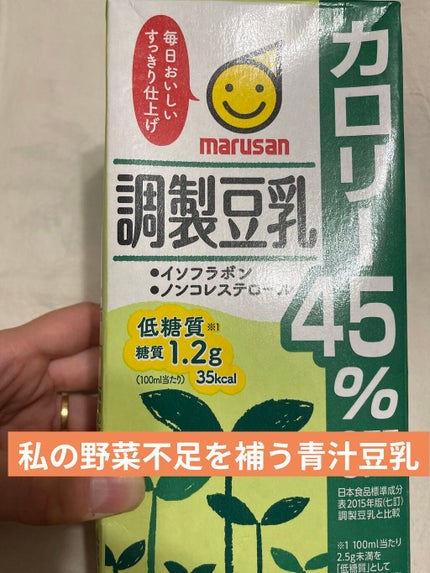 毎日おいしい
すっきり仕上げ
marusan
カロリー45%
調製豆乳
•イソフラボン
•ノンコレステロール
低糖質※1
糖質1.2g
(100ml当たり) 35kcal
私の野菜不足を補う青汁豆乳
日本食品標準成分
表2015年版(七訂)
調製豆乳と比較
※1 100ml当たり
2.5g未満を
「低糖質」として